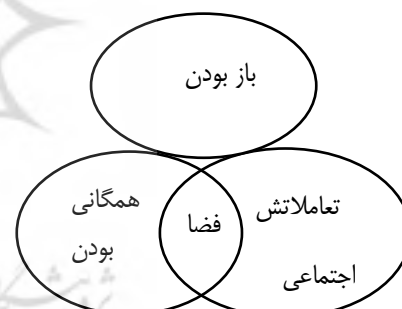 باز بودن
همگانی
بودن
فضا
تعاملاتش
اجتماعی